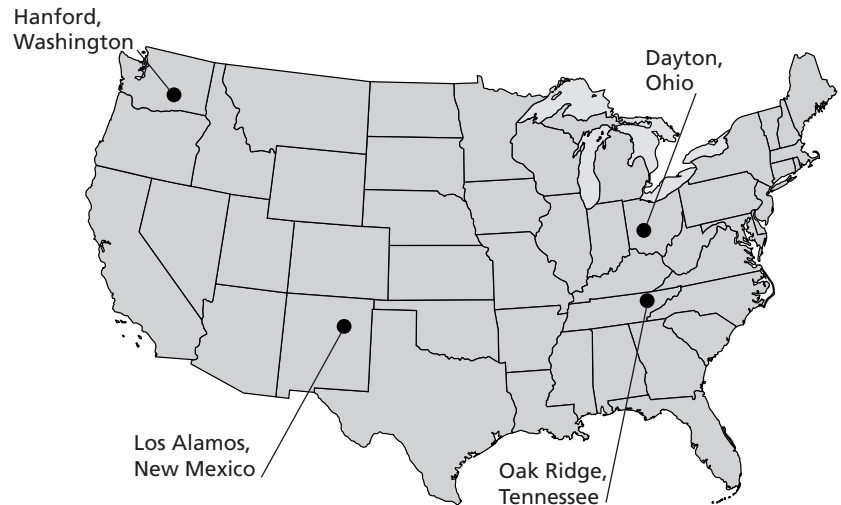 Hanford,
Washington
Dayton,
Ohio
Los Alamos,
New Mexico
Oak Ridge,
Tennessee